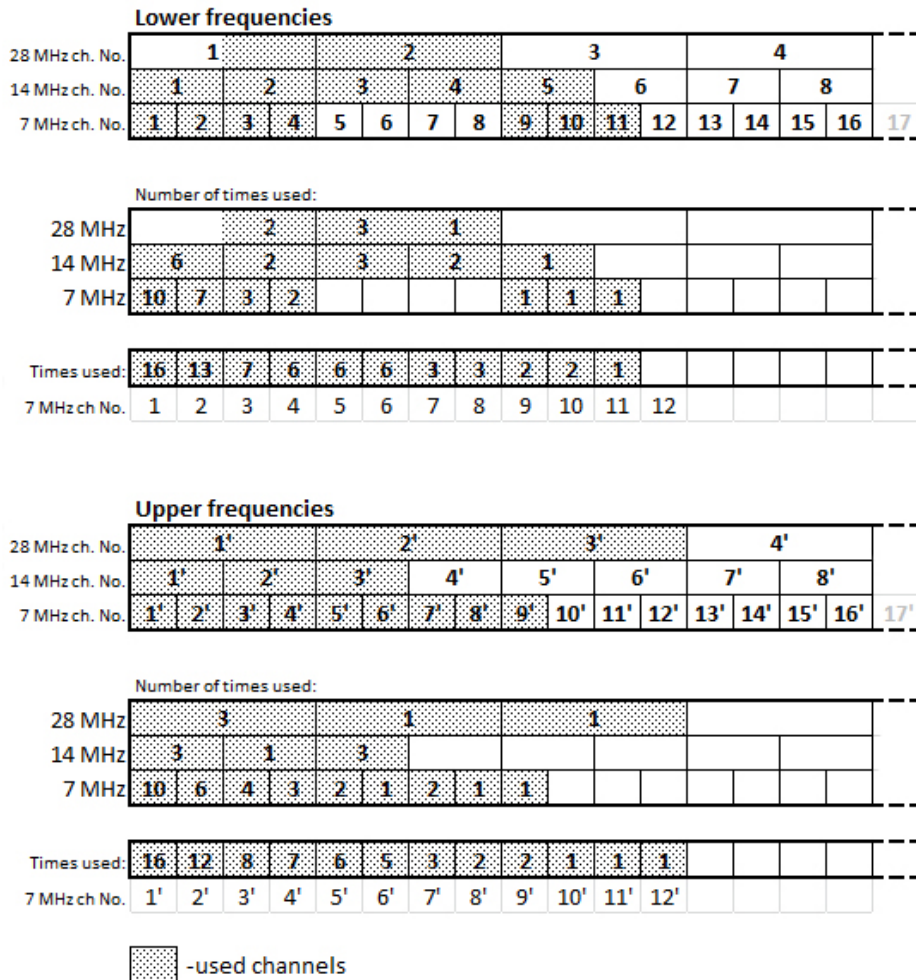 Lower frequencies
28 MHz ch. No. 1 2 3 4
14 MHz ch. No. 1 2 3 4 5 6 7 8
7 MHz ch. No. 1 2 3 4 5 6 7 8 9 10 11 12 13 14 15 16 17
Number of times used:
28 MHz 2 3 1
14 MHz 6 2 3 2 1
7 MHz 10 7 3 2 1 1 1
Times used: 16 13 7 6 6 6 3 3 2 2 1
7 MHz ch No. 1 2 3 4 5 6 7 8 9 10 11 12
Upper frequencies
28 MHz ch. No. 1' 2' 3' 4'
14 MHz ch. No. 1' 2' 3' 4' 5' 6' 7' 8'
7 MHz ch. No. 1' 2' 3' 4' 5' 6' 7' 8' 9' 10' 11' 12' 13' 14' 15' 16' 17'
Number of times used:
28 MHz 3 1 1
14 MHz 3 1 3
7 MHz 10 6 4 3 2 1 2 1 1
Times used: 16 12 8 7 6 5 3 2 2 1 1 1
7 MHz ch No. 1' 2' 3' 4' 5' 6' 7' 8' 9' 10' 11' 12'
-used channels